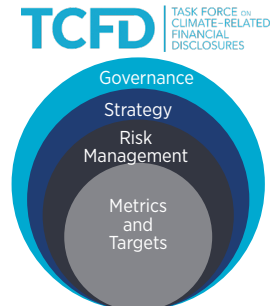 TCFD
TASK FORCE ON
CLIMATE-RELATED
FINANCIAL
DISCLOSURES
Governance
Strategy
Risk
Management
Metrics
and
Targets